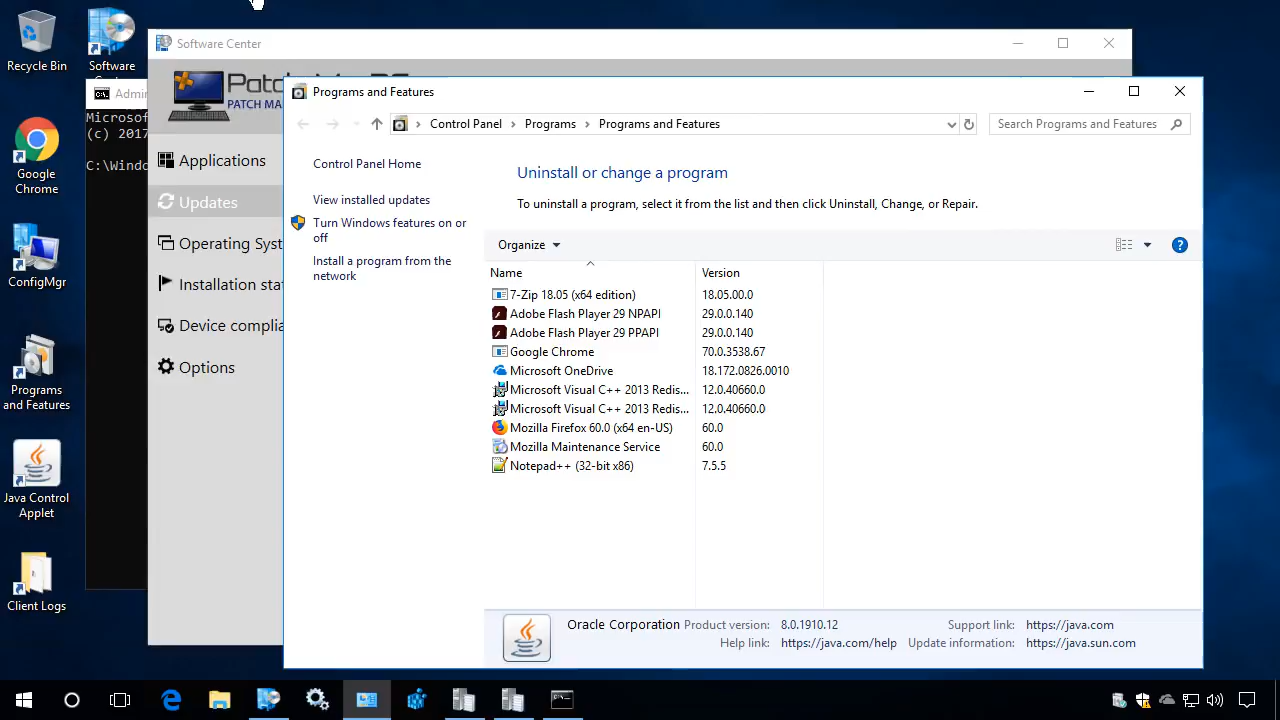 Recycle Bin
Software
Software Center
Admi
Microsof
(c) 2017
C:\Windo
PATCH MA
Google
Chrome
ConfigMgr
Programs
and Features
Java Control
Applet
Client Logs
Applications
Updates
Operating Syst
Installation stat
Device complia
Options
Programs and Features
Control Panel
Programs
Programs and Features
Search Programs and Features
Control Panel Home
View installed updates
Turn Windows features on or
off
Install a program from the
network
Uninstall or change a program
To uninstall a program, select it from the list and then click Uninstall, Change, or Repair.
Organize
Name Version
7-Zip 18.05 (x64 edition) 18.05.00.0
Adobe Flash Player 29 NPAPI 29.0.0.140
Adobe Flash Player 29 PPAPI 29.0.0.140
Google Chrome 70.0.3538.67
Microsoft OneDrive 18.172.0826.0010
Microsoft Visual C++ 2013 Redis... 12.0.40660.0
Microsoft Visual C++ 2013 Redis... 12.0.40660.0
Mozilla Firefox 60.0 (x64 en-US) 60.0
Mozilla Maintenance Service 60.0
Notepad++ (32-bit x86) 7.5.5
Oracle Corporation Product version: 8.0.1910.12 Support link: https://java.com
Help link: https://java.com/help Update information: https://java.sun.com